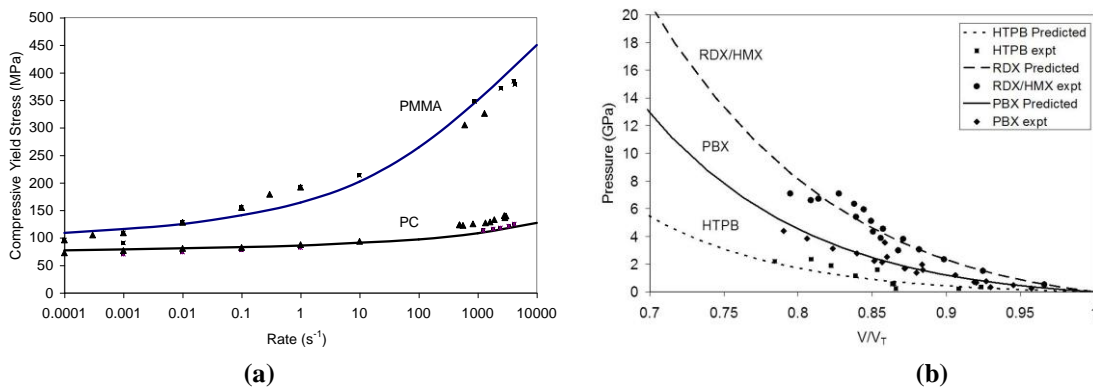 500
450
400
350
300
250
200
150
100
50
0
Compressive Yield Stress (MPa)
PMMA
PC
0.0001 0.001 0.01 0.1 1 10 100 1000 10000
Rate (s⁻¹)
(a)
20
18
16
14
12
10
8
6
4
2
0
Pressure (GPa)
RDX/HMX
PBX
HTPB
HTPB Predicted
HTPB expt
RDX Predicted
RDX/HMX expt
PBX Predicted
PBX expt
0.7 0.75 0.8 0.85 0.9 0.95 1
V/V_T
(b)